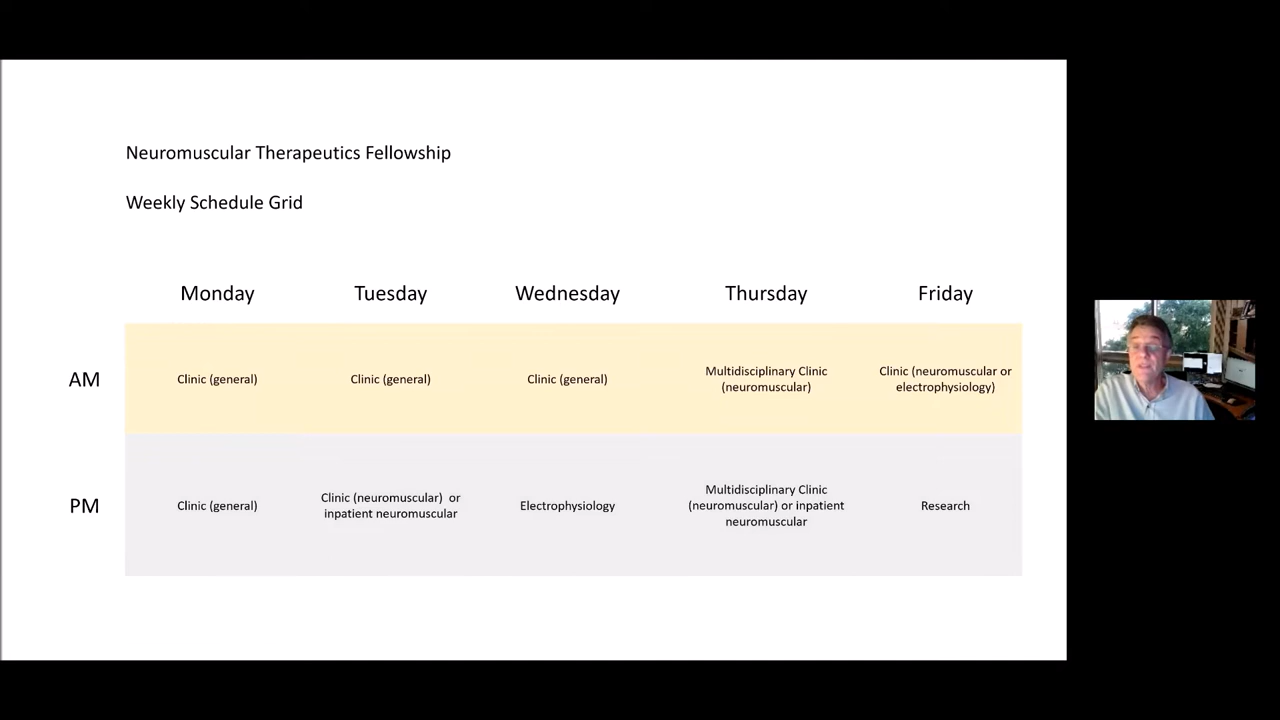 Neuromuscular Therapeutics Fellowship
Weekly Schedule Grid
Monday Tuesday Wednesday Thursday Friday
AM
Clinic (general)
Clinic (general)
Clinic (general)
Multidisciplinary Clinic
(neuromuscular)
Clinic (neuromuscular or
electrophysiology)
PM
Clinic (general)
Clinic (neuromuscular) or
inpatient neuromuscular
Electrophysiology
Multidisciplinary Clinic
(neuromuscular) or inpatient
neuromuscular
Research